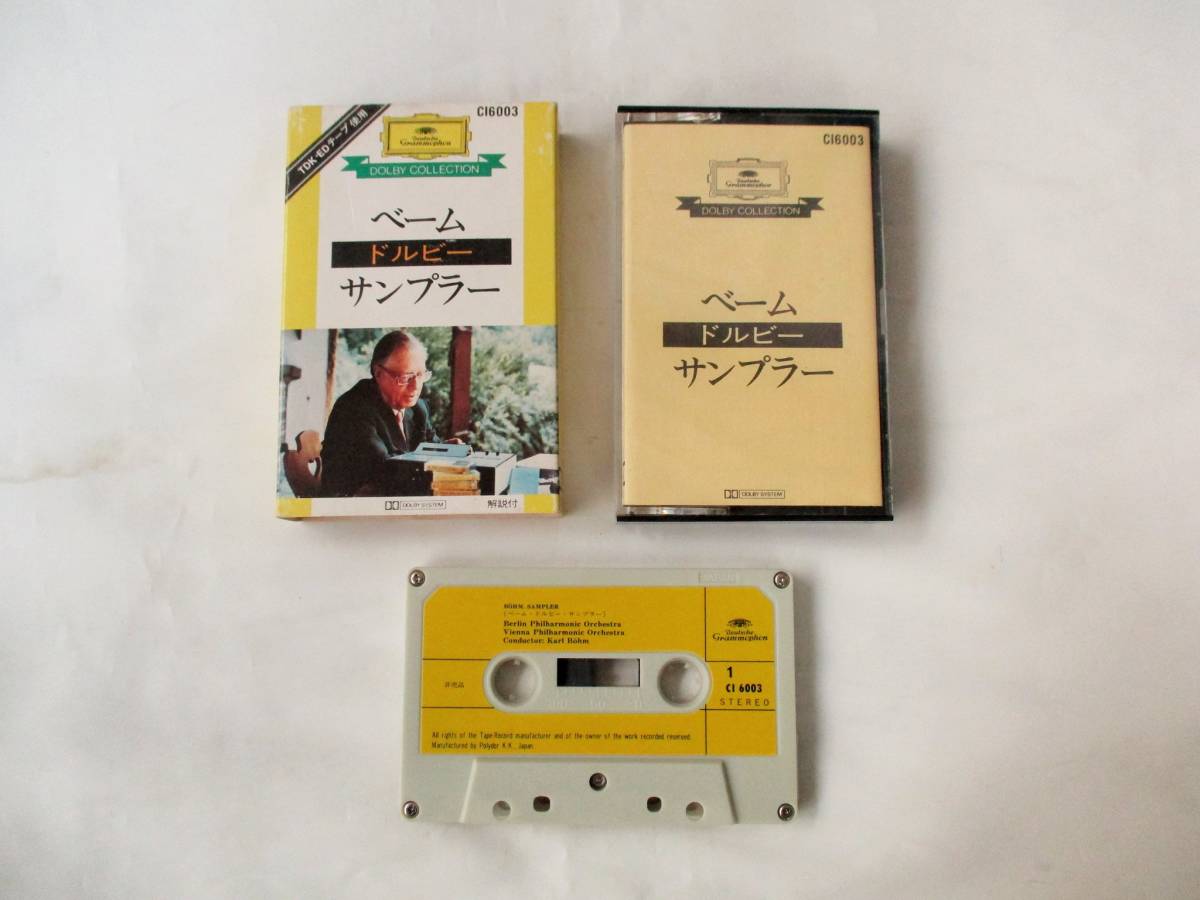 TDK·EDテープ使用
CI6003
Deutsche
Grammophon
DOLBY COLLECTION
ベーム
ドルビー
サンプラー
DOLBY SYSTEM
解説付
CI6003
Deutsche
Grammophon
DOLBY COLLECTION
ベーム
ドルビー
サンプラー
DOLBY SYSTEM
BÖHM SAMPLER
(ベーム・ドルビー・サンプラー)
Berlin Philharmonic Orchestra
Vienna Philharmonic Orchestra
Conductor: Karl Böhm
Deutsche
Grammophon
非売品
1
CI 6003
STEREO
All rights of the Tape-Record manufacturer and of the owner of the work recorded reserved.
Manufactured by Polydor K.K., Japan.